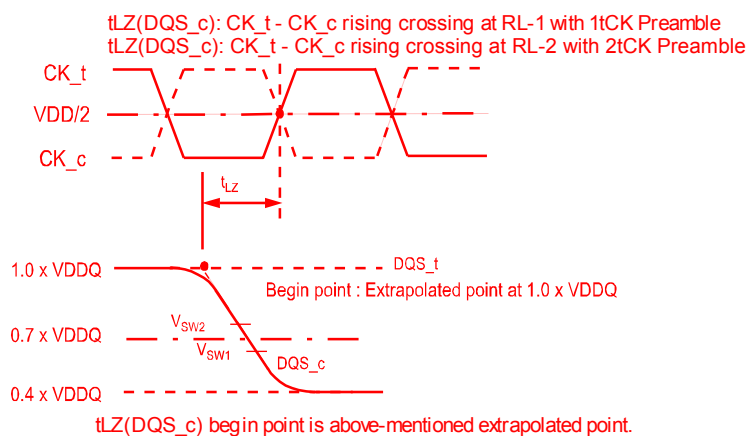 tLZ(DQS_c): CK_t - CK_c rising crossing at RL-1 with 1tCK Preamble
tLZ(DQS_c): CK_t - CK_c rising crossing at RL-2 with 2tCK Preamble
CK_t
VDD/2
CK_c
tLZ
1.0 x VDDQ
DQS_t
Begin point : Extrapolated point at 1.0 x VDDQ
VSW2
0.7 x VDDQ
VSW1
DQS_c
0.4 x VDDQ
tLZ(DQS_c) begin point is above-mentioned extrapolated point.